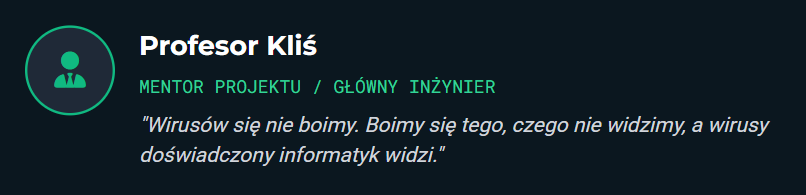 Profesor Kliś
MENTOR PROJEKTU / GŁÓWNY INŻYNIER
"Wirusów się nie boimy. Boimy się tego, czego nie widzimy, a wirusy
doświadczony informatyk widzi."